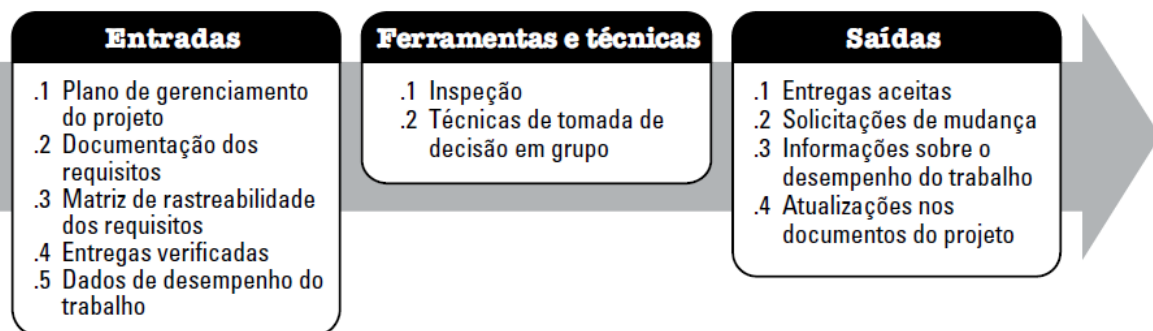 Entradas
.1 Plano de gerenciamento
do projeto
.2 Documentação dos
requisitos
.3 Matriz de rastreabilidade
dos requisitos
.4 Entregas verificadas
.5 Dados de desempenho do
trabalho
Ferramentas e técnicas
.1 Inspeção
.2 Técnicas de tomada de
decisão em grupo
Saídas
.1 Entregas aceitas
.2 Solicitações de mudança
.3 Informações sobre o
desempenho do trabalho
.4 Atualizações nos
documentos do projeto